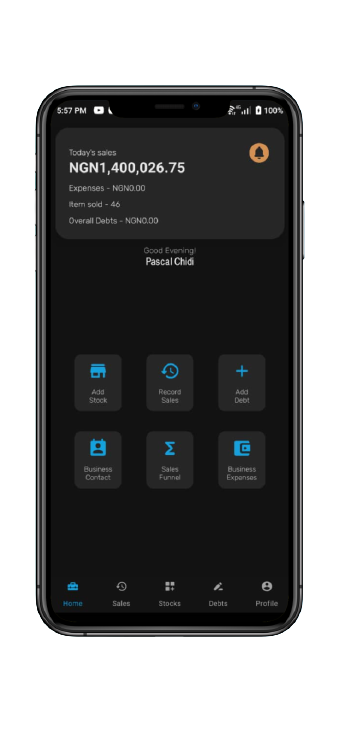 5:57 PM
4G
100%
Today's sales
NGN1,400,026.75
Expenses - NGN0.00
Item sold - 46
Overall Debts - NGN0.00
Good Evening!
Pascal Chidi
Add
Stock
Record
Sales
Add
Debt
Business
Contact
Sales
Funnel
Business
Expenses
Home
Sales
Stocks
Debts
Profile